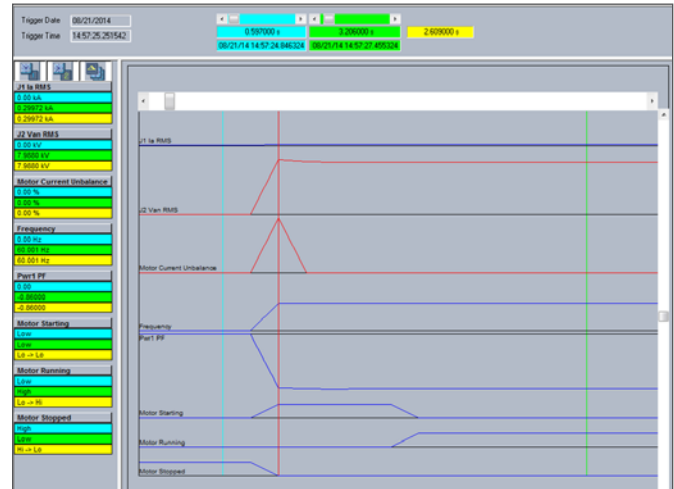 Trigger Date 08/21/2014
Trigger Time 14:57:25.251542
0.597000 s
3.206000 s
2.609000 s
08/21/14 14:57:24.846324
08/21/14 14:57:27.455324
J1 Ia RMS
0.00 kA
0.29972 kA
0.29972 kA
J2 Van RMS
0.00 kV
7.9880 kV
7.9880 kV
Motor Current Unbalance
0.00 %
0.00 %
0.00 %
Frequency
0.00 Hz
60.001 Hz
60.001 Hz
Pwr1 PF
0.00
-0.86000
-0.86000
Motor Starting
Low
Low
Lo -> Lo
Motor Running
Low
High
Lo -> Hi
Motor Stopped
High
Low
Hi -> Lo
J1 Ia RMS
J2 Van RMS
Motor Current Unbalance
Frequency
Pwr1 PF
Motor Starting
Motor Running
Motor Stopped